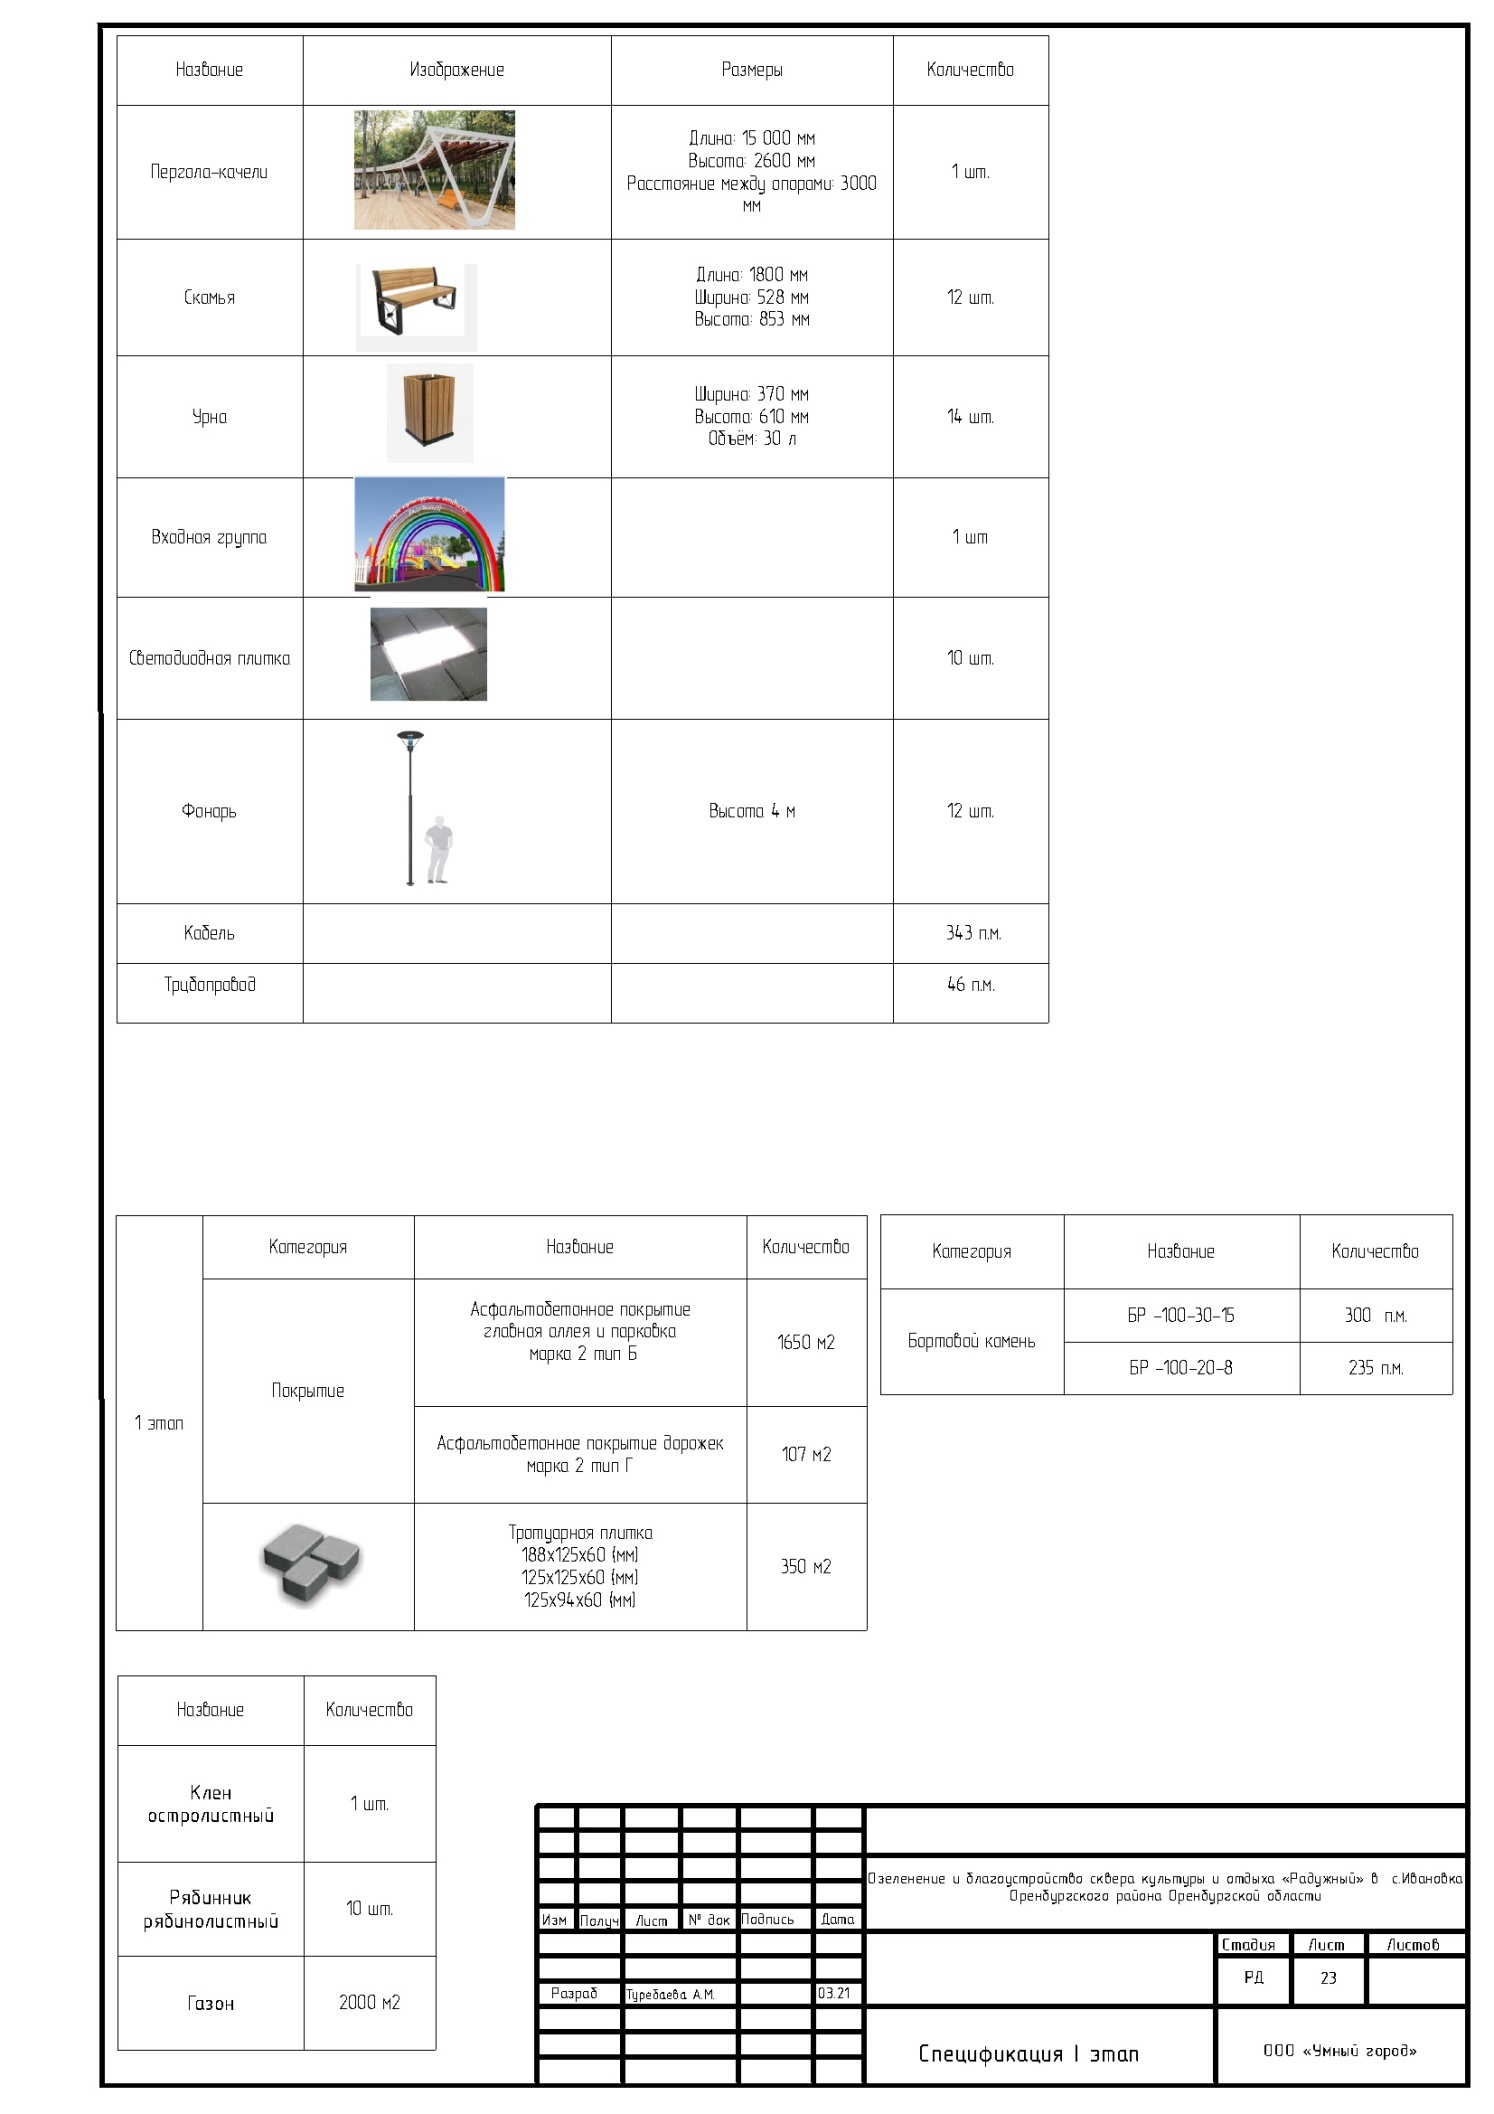 Название Изображение Размеры Количество
Пергола-качели
Длина: 15 000 мм
Высота: 2600 мм
Расстояние между опорами: 3000
мм
1 шт.
Скамья
Длина: 1800 мм
Ширина: 528 мм
Высота: 853 мм
12 шт.
Урна
Ширина: 370 мм
Высота: 610 мм
Объём: 30 л
14 шт.
Входная группа
1 шт
Светодиодная плитка
10 шт.
Фонарь
Высота 4 м
12 шт.
Кабель 343 п.м.
Трубопровод 46 п.м.
1 этап
Категория Название Количество
Покрытие
Асфальтобетонное покрытие
главная аллея и парковка
марка 2 тип Б
1650 м2
Асфальтобетонное покрытие дорожек
марка 2 тип Г
107 м2
Тротуарная плитка
188х125х60 (мм)
125х125х60 (мм)
125х94х60 (мм)
350 м2
Категория Название Количество
Бортовой камень
БР -100-30-15 300 п.м.
БР -100-20-8 235 п.м.
Название Количество
Клен
остролистный
1 шт.
Рябинник
рябинолистный
10 шт.
Газон 2000 м2
Озеленение и благоустройство сквера культуры и отдыха «Радужный» в с.Ивановка
Оренбургского района Оренбургской области
Изм Получ Лист № док Подпись Дата
Стадия Лист Листов
РД 23
Разраб Туребаева А.М. 03.21
Спецификация I этап
ООО «Умный город»